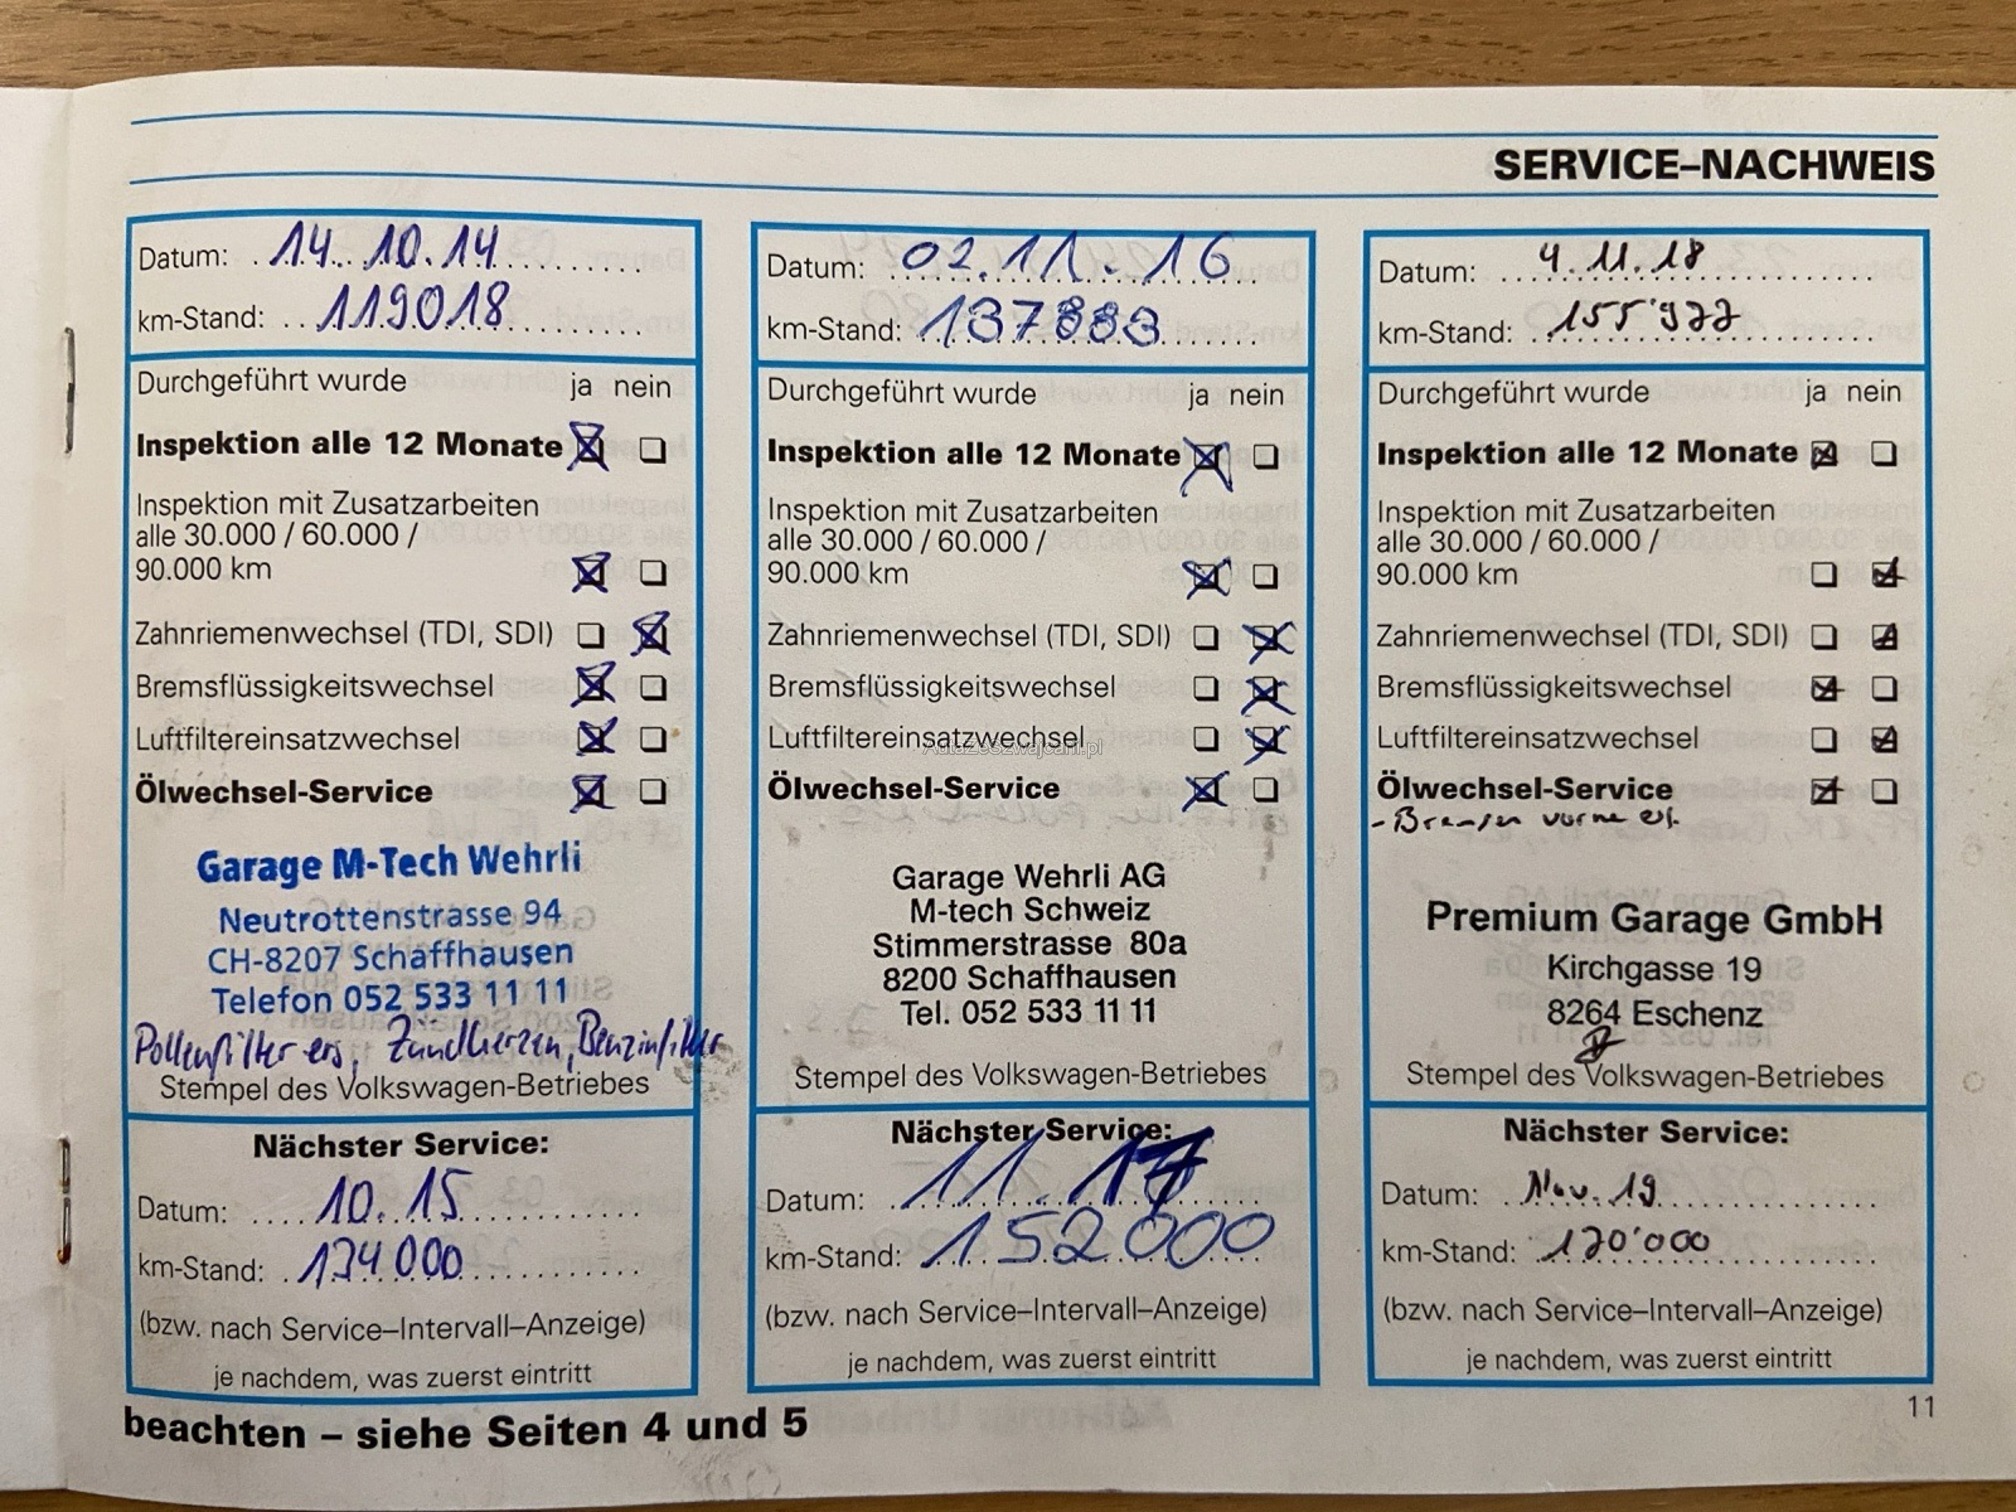 SERVICE–NACHWEIS
Datum: 14. 10. 14
km-Stand: 119018
Durchgeführt wurde ja nein
Inspektion alle 12 Monate
Inspektion mit Zusatzarbeiten
alle 30.000 / 60.000 /
90.000 km
Zahnriemenwechsel (TDI, SDI)
Bremsflüssigkeitswechsel
Luftfiltereinsatzwechsel
Ölwechsel-Service
Garage M-Tech Wehrli
Neutrottenstrasse 94
CH-8207 Schaffhausen
Telefon 052 533 11 11
Pollenfilter ers, Zündkerzen, Benzinfilter
Stempel des Volkswagen-Betriebes
Nächster Service:
Datum: 10. 15
km-Stand: 134000
(bzw. nach Service–Intervall–Anzeige)
je nachdem, was zuerst eintritt
Datum: 02. 11. 16
km-Stand:
Durchgeführt wurde ja nein
Inspektion alle 12 Monate
Inspektion mit Zusatzarbeiten
alle 30.000 / 60.000 /
90.000 km
Zahnriemenwechsel (TDI, SDI)
Bremsflüssigkeitswechsel
Luftfiltereinsatzwechsel
AutaZeSzwajcarii.pl
Ölwechsel-Service
Garage Wehrli AG
M-tech Schweiz
Stimmerstrasse 80a
8200 Schaffhausen
Tel. 052 533 11 11
Stempel des Volkswagen-Betriebes
Nächster Service:
Datum: 11. 17
km-Stand: 152000
(bzw. nach Service–Intervall–Anzeige)
je nachdem, was zuerst eintritt
Datum: 4. 11. 18
km-Stand: 155'977
Durchgeführt wurde ja nein
Inspektion alle 12 Monate
Inspektion mit Zusatzarbeiten
alle 30.000 / 60.000 /
90.000 km
Zahnriemenwechsel (TDI, SDI)
Bremsflüssigkeitswechsel
Luftfiltereinsatzwechsel
Ölwechsel-Service
- Bremsen vorne
Premium Garage GmbH
Kirchgasse 19
8264 Eschenz
Stempel des Volkswagen-Betriebes
Nächster Service:
Datum: Nov. 19
km-Stand: 170'000
(bzw. nach Service–Intervall–Anzeige)
je nachdem, was zuerst eintritt
beachten – siehe Seiten 4 und 5
11